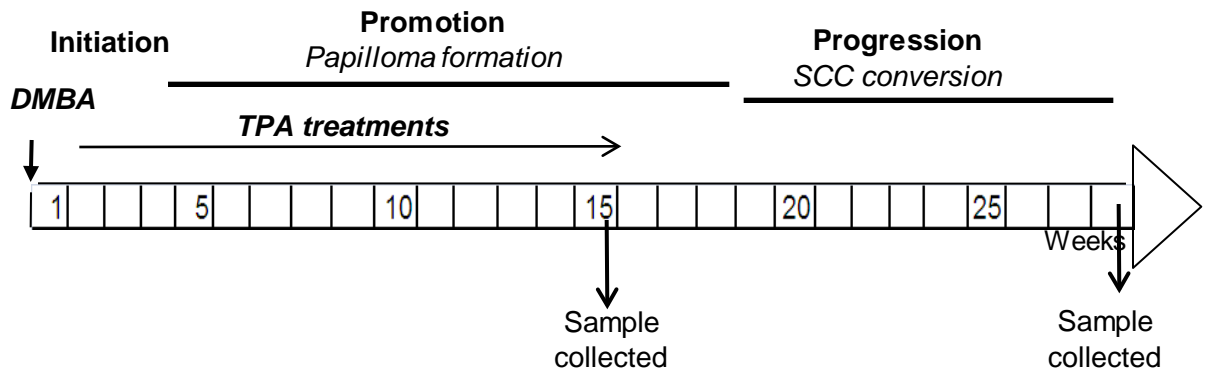 Initiation
Promotion
Papilloma formation
Progression
SCC conversion
DMBA
TPA treatments
1 5 10 15 20 25
Weeks
Sample
collected
Sample
collected